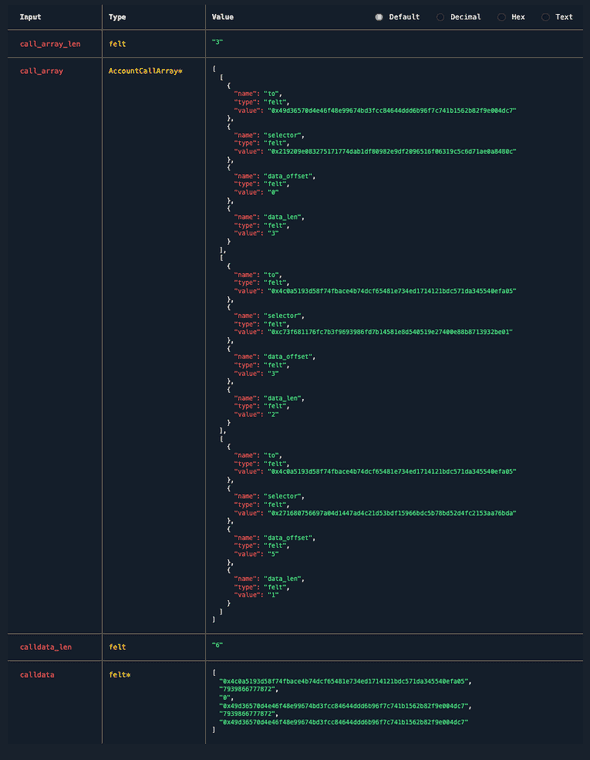 Input Type Value Default Decimal Hex Text
call_array_len felt "3"
call_array AccountCallArray* [
[
{
"name": "to",
"type": "felt",
"value": "0x49d36570d4e46f48e99674bd3fcc84644ddd6b96f7c741b1562b82f9e004dc7"
},
{
"name": "selector",
"type": "felt",
"value": "0x219209e083275171774dab1df80982e9df2096516f06319c5c6d71ae0a8480c"
},
{
"name": "data_offset",
"type": "felt",
"value": "0"
},
{
"name": "data_len",
"type": "felt",
"value": "3"
}
],
[
{
"name": "to",
"type": "felt",
"value": "0x4c0a5193d58f74fbace4b74dcf65481e734ed1714121bdc571da345540efa05"
},
{
"name": "selector",
"type": "felt",
"value": "0xc73f681176fc7b3f9693986fd7b14581e8d540519e27400e88b8713932be01"
},
{
"name": "data_offset",
"type": "felt",
"value": "3"
},
{
"name": "data_len",
"type": "felt",
"value": "2"
}
],
[
{
"name": "to",
"type": "felt",
"value": "0x4c0a5193d58f74fbace4b74dcf65481e734ed1714121bdc571da345540efa05"
},
{
"name": "selector",
"type": "felt",
"value": "0x271680756697a04d1447ad4c21d53bdf15966bdc5b78bd52d4fc2153aa76bda"
},
{
"name": "data_offset",
"type": "felt",
"value": "5"
},
{
"name": "data_len",
"type": "felt",
"value": "1"
}
]
]
calldata_len felt "6"
calldata felt* [
"0x4c0a5193d58f74fbace4b74dcf65481e734ed1714121bdc571da345540efa05",
"7939866777872",
"0",
"0x49d36570d4e46f48e99674bd3fcc84644ddd6b96f7c741b1562b82f9e004dc7",
"7939866777872",
"0x49d36570d4e46f48e99674bd3fcc84644ddd6b96f7c741b1562b82f9e004dc7"
]